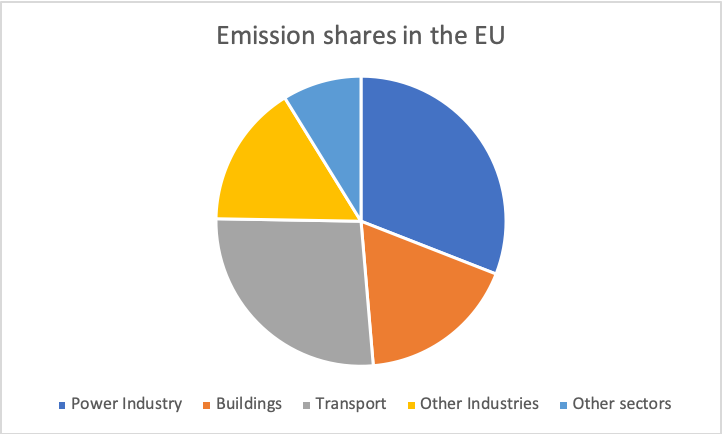 Emission shares in the EU
Power Industry Buildings Transport Other Industries Other sectors